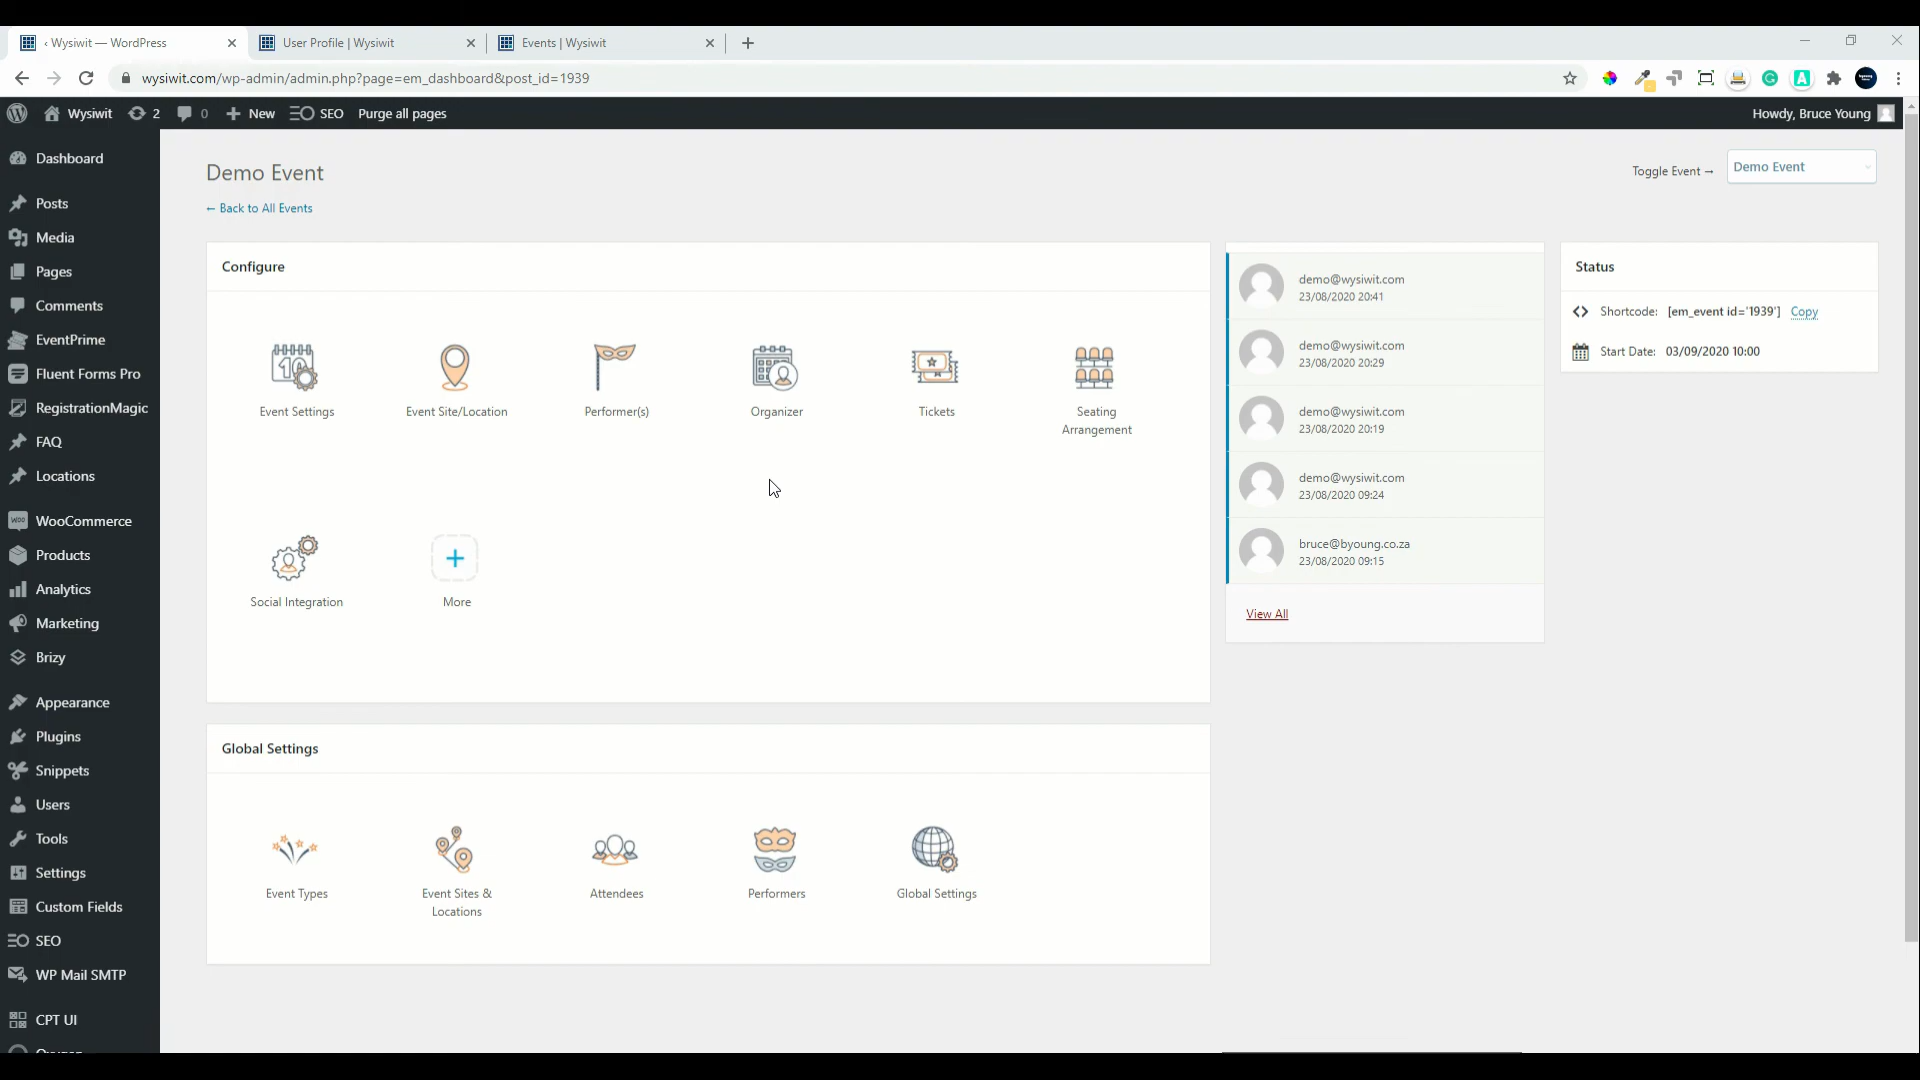 ‹ Wysiwit — WordPress
User Profile | Wysiwit
Events | Wysiwit
wysiwit.com/wp-admin/admin.php?page=em_dashboard&post_id=1939
Wysiwit
2
0
New
SEO
Purge all pages
Howdy, Bruce Young
Dashboard
Posts
Media
Pages
Comments
EventPrime
Fluent Forms Pro
RegistrationMagic
FAQ
Locations
WooCommerce
Products
Analytics
Marketing
Brizy
Appearance
Plugins
Snippets
Users
Tools
Settings
Custom Fields
SEO
WP Mail SMTP
CPT UI
Demo Event
← Back to All Events
Toggle Event →
Demo Event
Configure
Event Settings
Event Site/Location
Performer(s)
Organizer
Tickets
Seating
Arrangement
Social Integration
More
Global Settings
Event Types
Event Sites &
Locations
Attendees
Performers
Global Settings
demo@wysiwit.com
23/08/2020 20:41
demo@wysiwit.com
23/08/2020 20:29
demo@wysiwit.com
23/08/2020 20:19
demo@wysiwit.com
23/08/2020 09:24
bruce@byoung.co.za
23/08/2020 09:15
View All
Status
Shortcode: [em_event id='1939'] Copy
Start Date: 03/09/2020 10:00